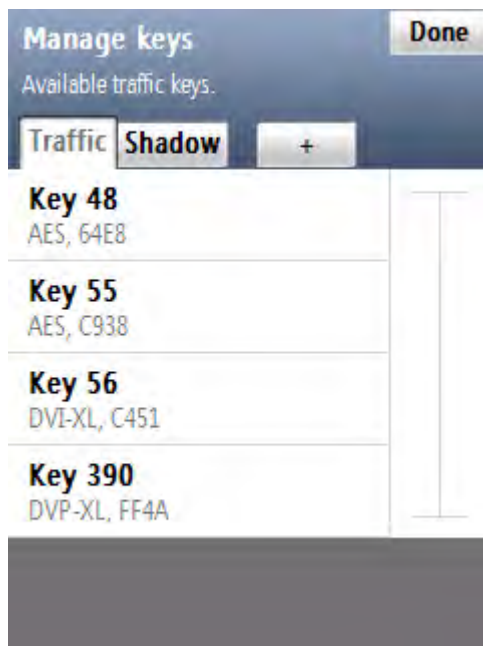 Manage keys
Done
Available traffic keys.
Traffic Shadow +
Key 48
AES, 64E8
Key 55
AES, C938
Key 56
DVI-XL, C451
Key 390
DVP-XL, FF4A